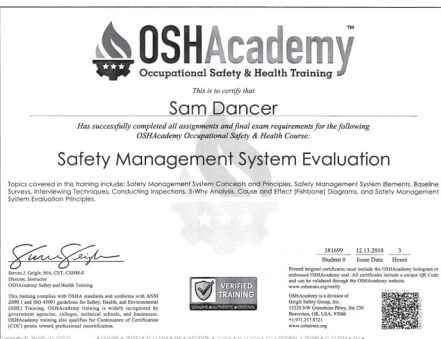 OSHAcademy™
Occupational Safety & Health Training
This is to certify that
Sam Dancer
Has successfully completed all assignments and final exam requirements for the following
OSHAcademy Occupational Safety & Health Course:
Safety Management System Evaluation
Topics covered in this training include: Safety Management System Concepts and Principles, Safety Management System Elements, Baseline
Surveys, Interviewing Techniques, Conducting Inspections, 5-Why Analysis, Cause and Effect (Fishbone) Diagrams, and Safety Management
System Evaluation Principles.
Steven J. Geigle, MA, CET, CSHM-E
Director, Instructor
OSHAcademy Safety and Health Training
This training complies with OSHA standards and conforms with ANSI
Z490.1 and ISO 45001 guidelines for Safety, Health, and Environmental
(SHE) Training. OSHAcademy training is widely recognized by
government agencies, colleges, technical schools, and businesses.
OSHAcademy training also qualifies for Continuance of Certification
(COC) points toward professional recertification.
VERIFIED
TRAINING
GENUINE AUTHENTIC
381699 12.13.2018 3
Student # Issue Date Hours
Printed original certificates must include the OSHAcademy hologram or
embossed OSHAcademy seal. All certificates include a unique QR Code
and can be validated through the OSHAcademy website.
www.oshatrain.org/verify
OSHAcademy is a division of
Geigle Safety Group, Inc.
15220 NW Greenbrier Pkwy, Ste 230
Beaverton, OR, USA, 97006
+1.971.217.8721
www.oshatrain.org